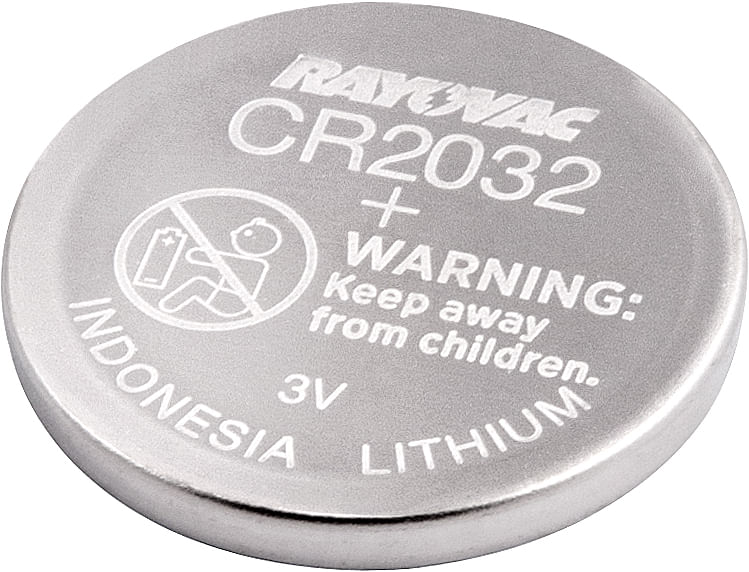 RAYOVAC
CR2032
+
WARNING:
Keep away
from children.
3V
INDONESIA LITHIUM